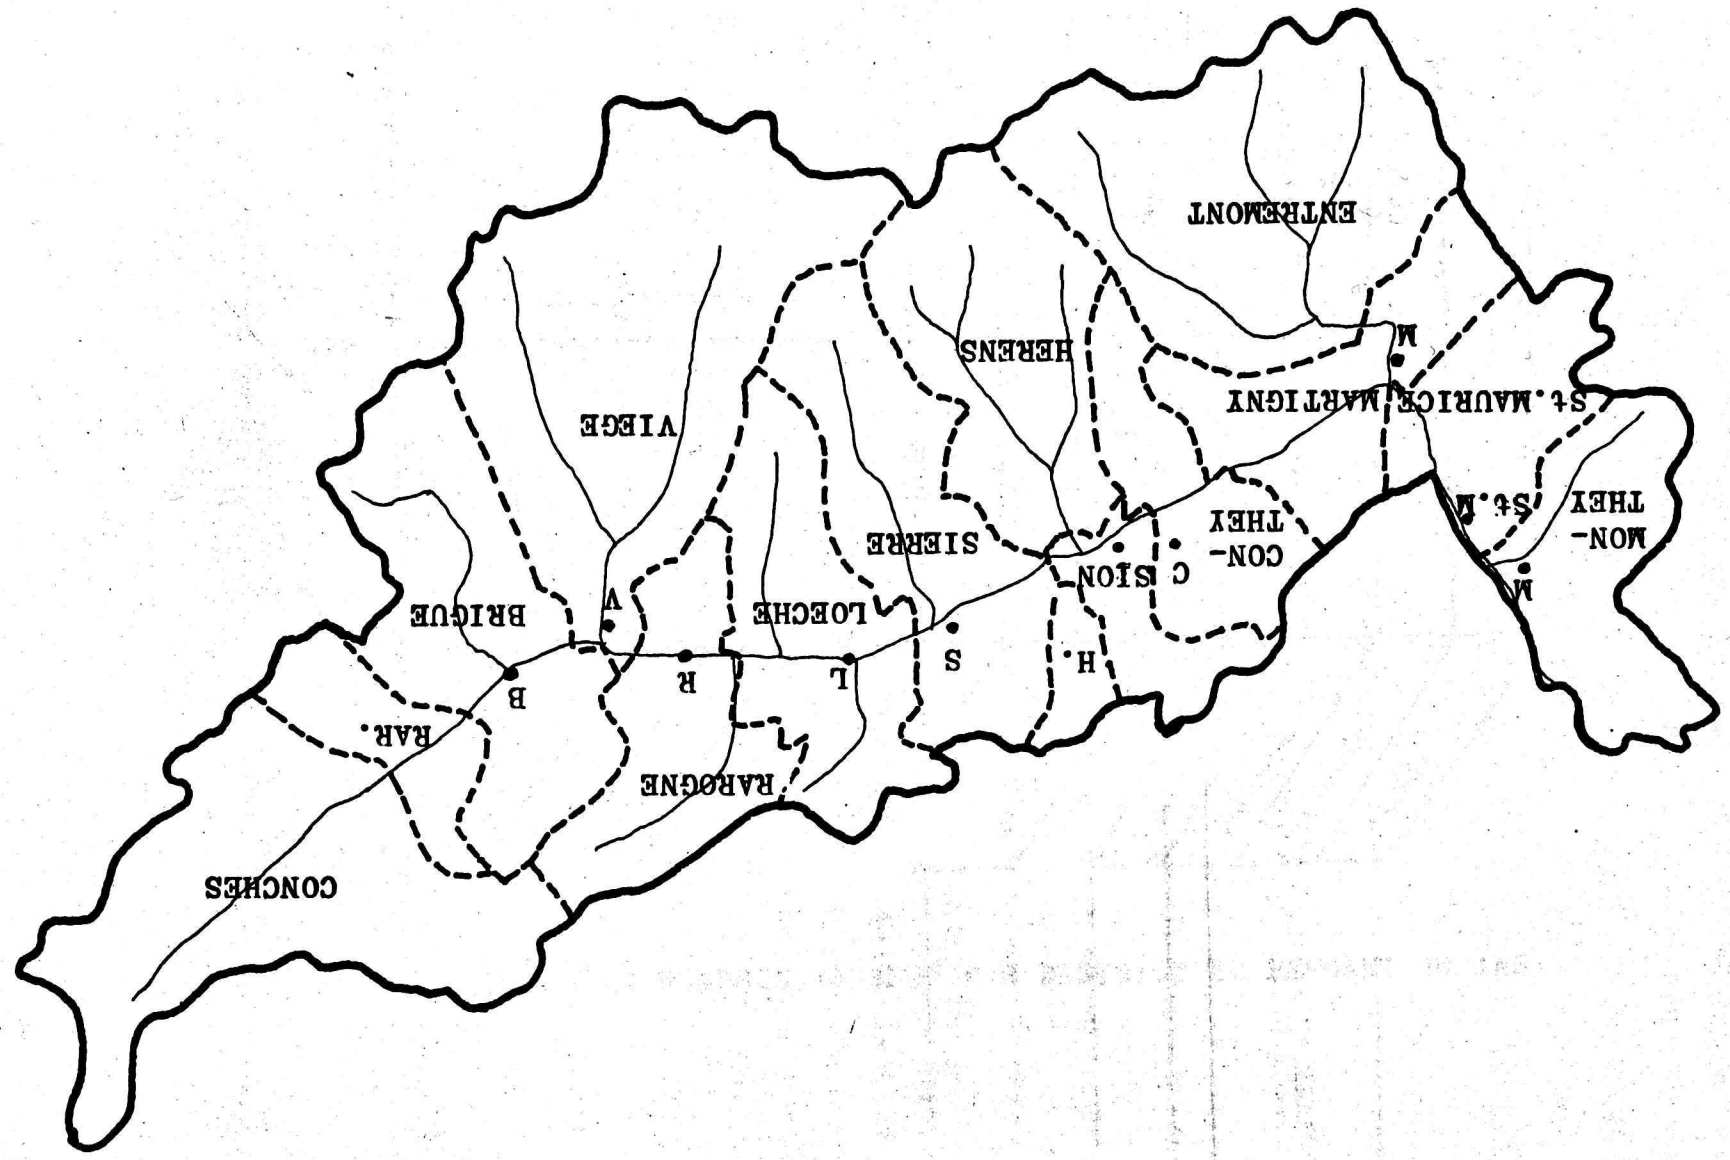 CONCHES
RAROGNE
RAR.
B
R
L
H.
S
LOECHE
BRIGUE
V
M
C
SION
CON-
THEY
SIERRE
MON-
THEY
St.M
VIEGE
St.MAURICE
MARTIGNY
HERENS
M
ENTREMONT